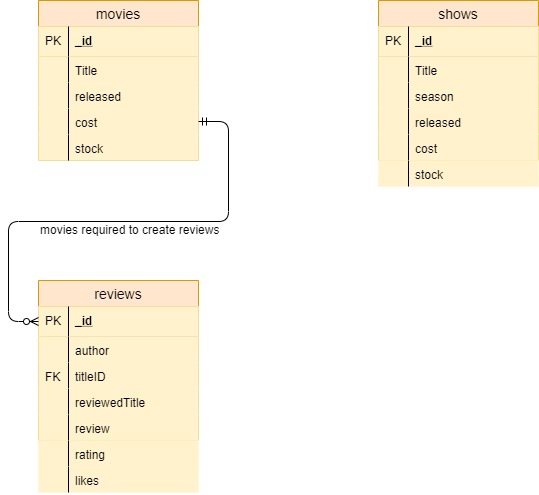 movies
PK _id
Title
released
cost
stock
shows
PK _id
Title
season
released
cost
stock
movies required to create reviews
reviews
PK _id
author
FK titleID
reviewedTitle
review
rating
likes